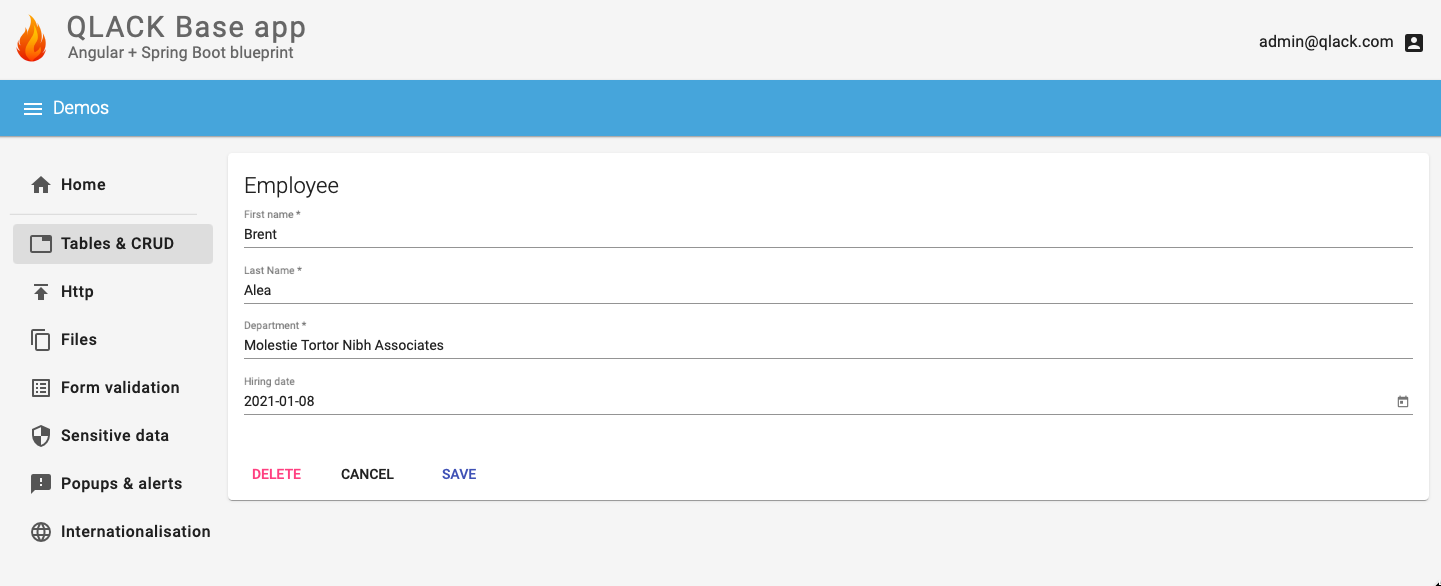 QLACK Base app
Angular + Spring Boot blueprint
admin@qlack.com
Demos
Home
Tables & CRUD
Http
Files
Form validation
Sensitive data
Popups & alerts
Internationalisation
Employee
First name *
Brent
Last Name *
Alea
Department *
Molestie Tortor Nibh Associates
Hiring date
2021-01-08
DELETE CANCEL SAVE